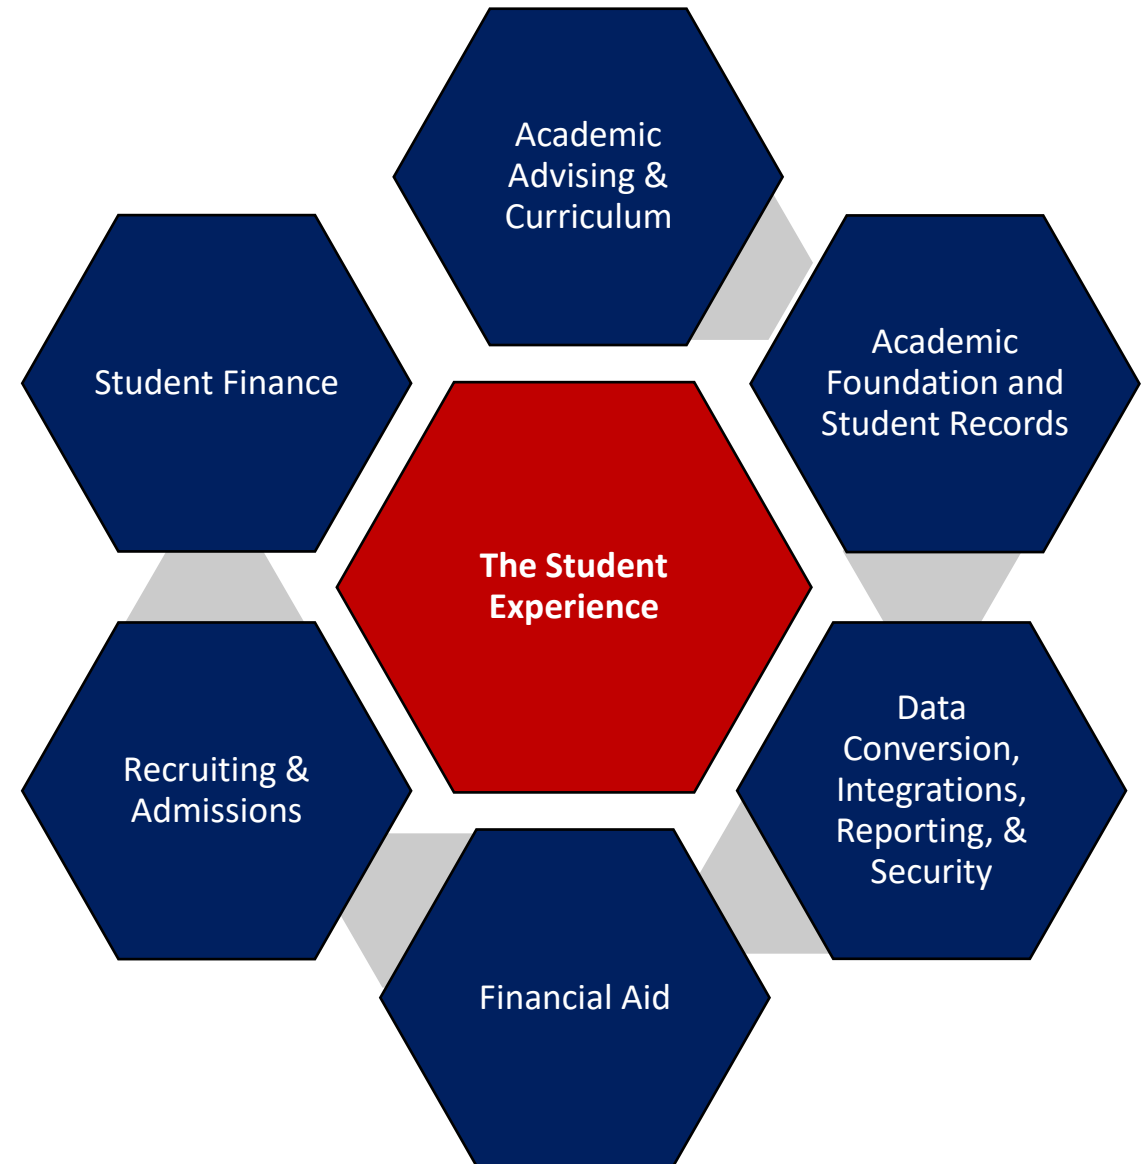 Academic
Advising &
Curriculum
Academic
Foundation and
Student Records
Student Finance
The Student
Experience
Data
Conversion,
Integrations,
Reporting, &
Security
Recruiting &
Admissions
Financial Aid